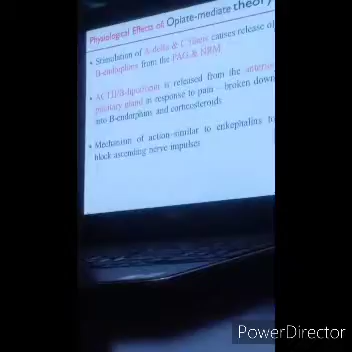 Physiological Effects of: Opiate-mediate theory
• Stimulation of A-delta & C fibers causes release of
B-endorphins from the PAG & NRM
• ACTH/B-lipotropin is released from the anterior
pituitary gland in response to pain – broken down
into B-endorphins and corticosteroids
• Mechanism of action–similar to enkephalins to
block ascending nerve impulses
PowerDirector